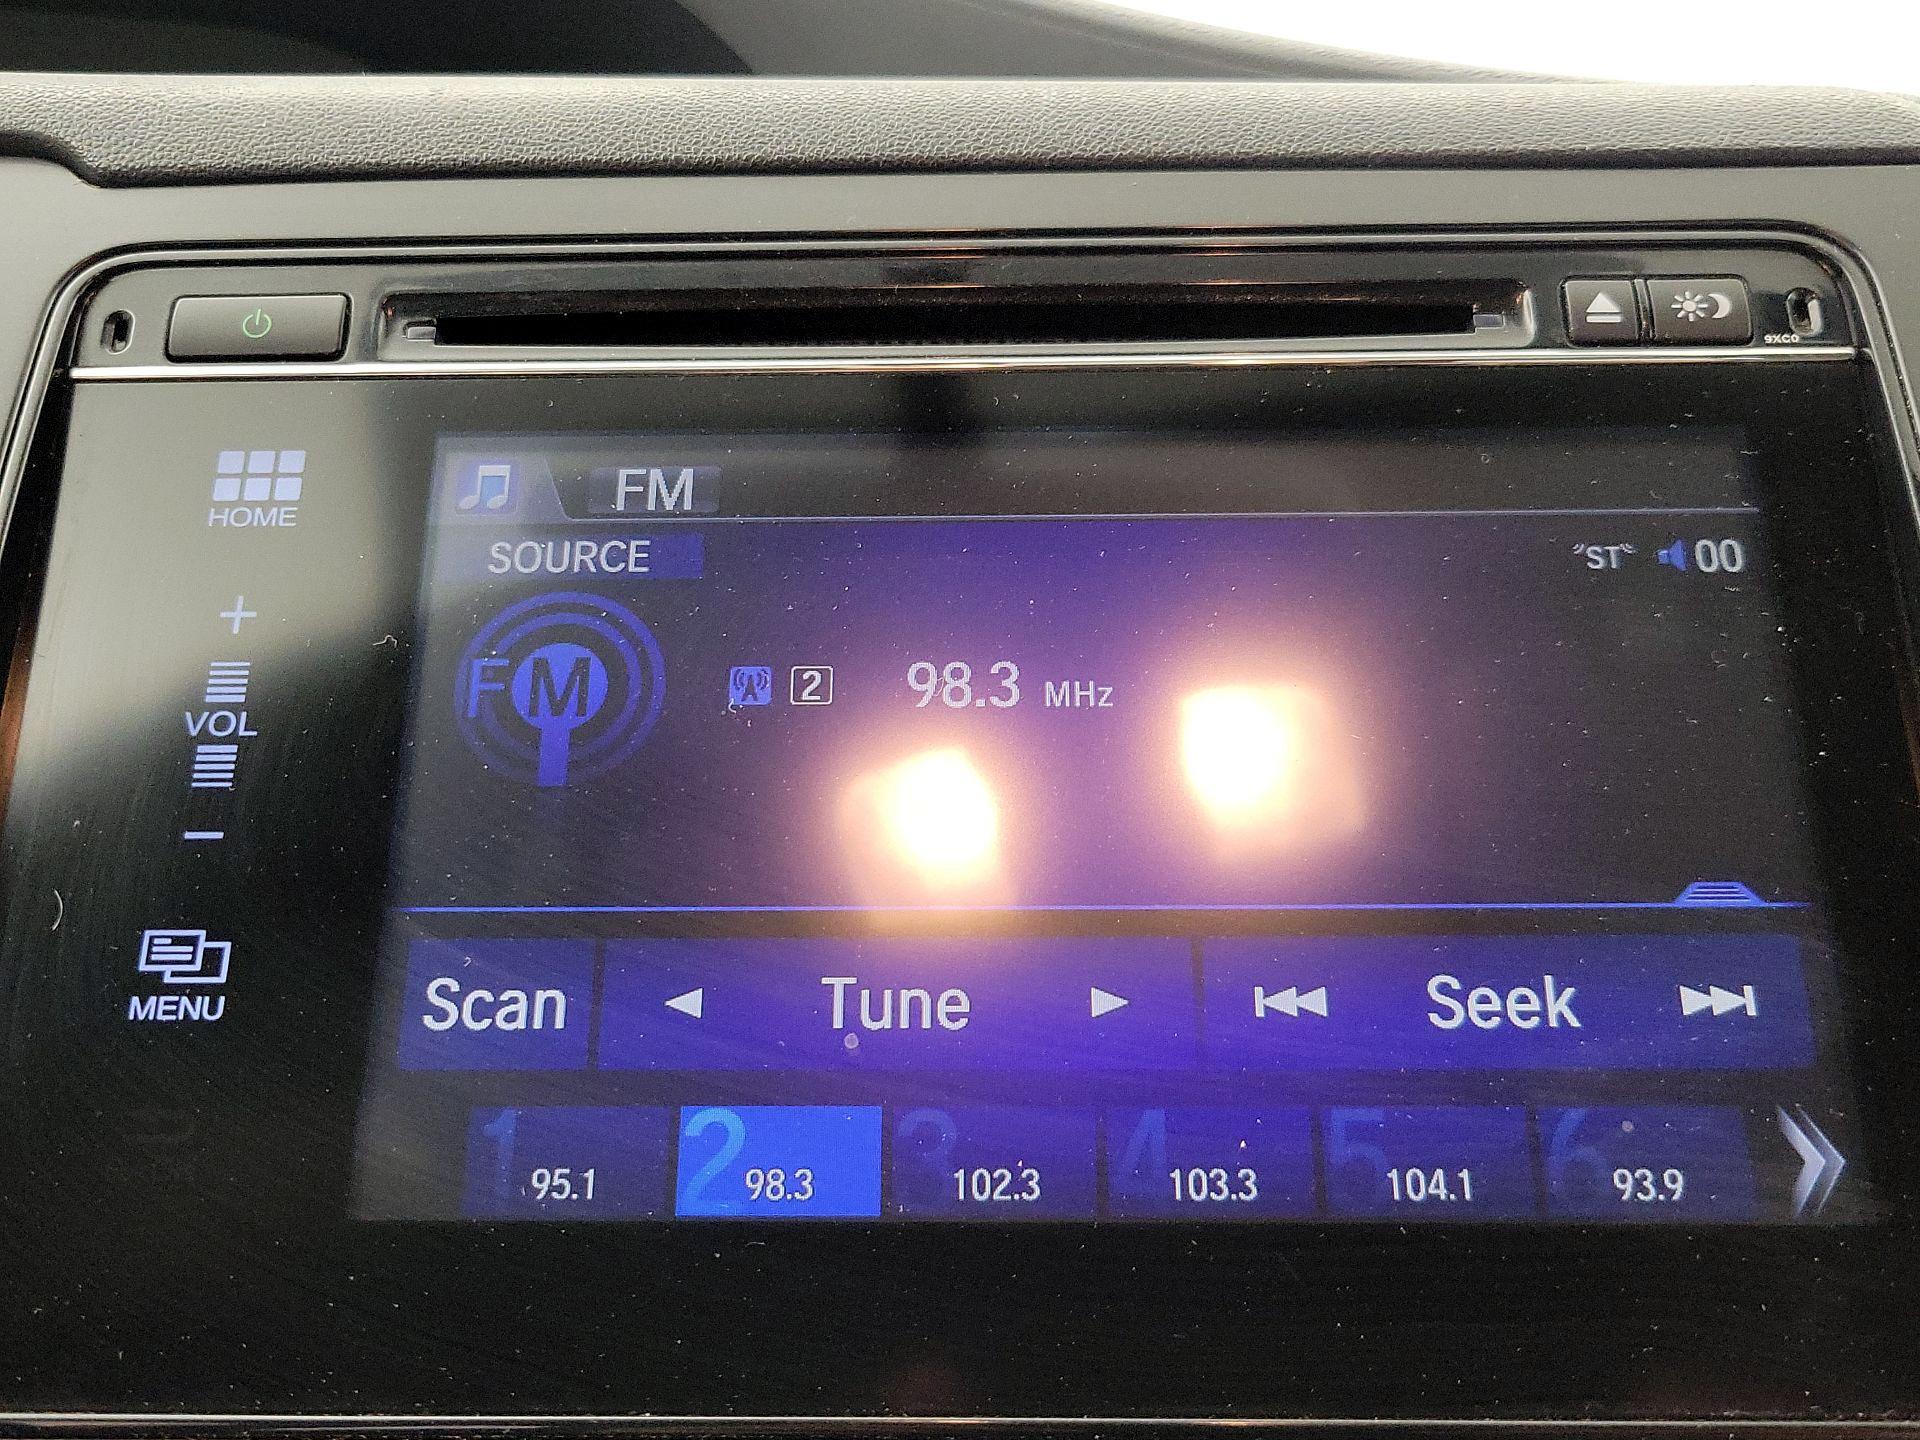 9XC0
HOME
FM
SOURCE
"ST" 00
+
VOL
−
FM
2 98.3 MHz
MENU
Scan Tune Seek
1 95.1
2 98.3
3 102.3
4 103.3
5 104.1
6 93.9